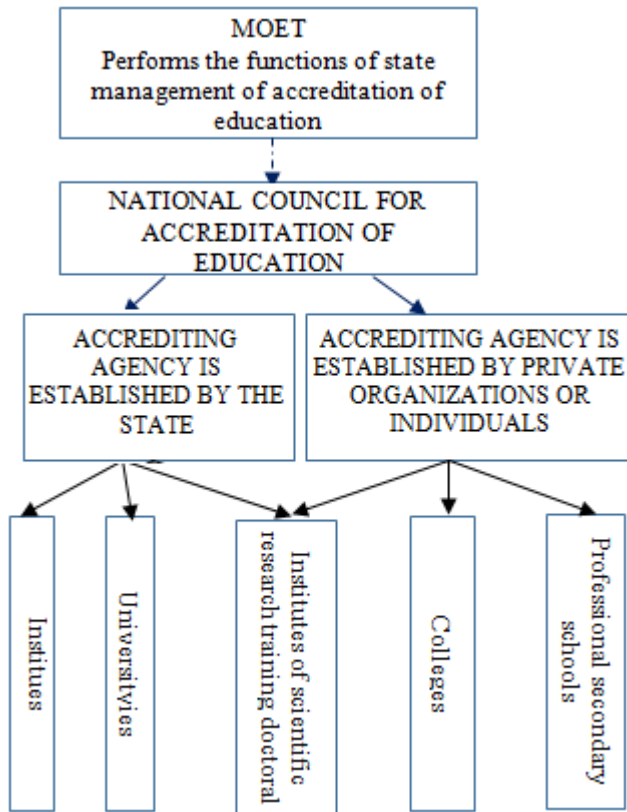 MOET
Performs the functions of state
management of accreditation of
education
NATIONAL COUNCIL FOR
ACCREDITATION OF
EDUCATION
ACCREDITING
AGENCY IS
ESTABLISHED BY THE
STATE
ACCREDITING AGENCY IS
ESTABLISHED BY PRIVATE
ORGANIZATIONS OR
INDIVIDUALS
Institues
Universityies
Institutes of scientific
research training doctoral
Colleges
Professional secondary
schools